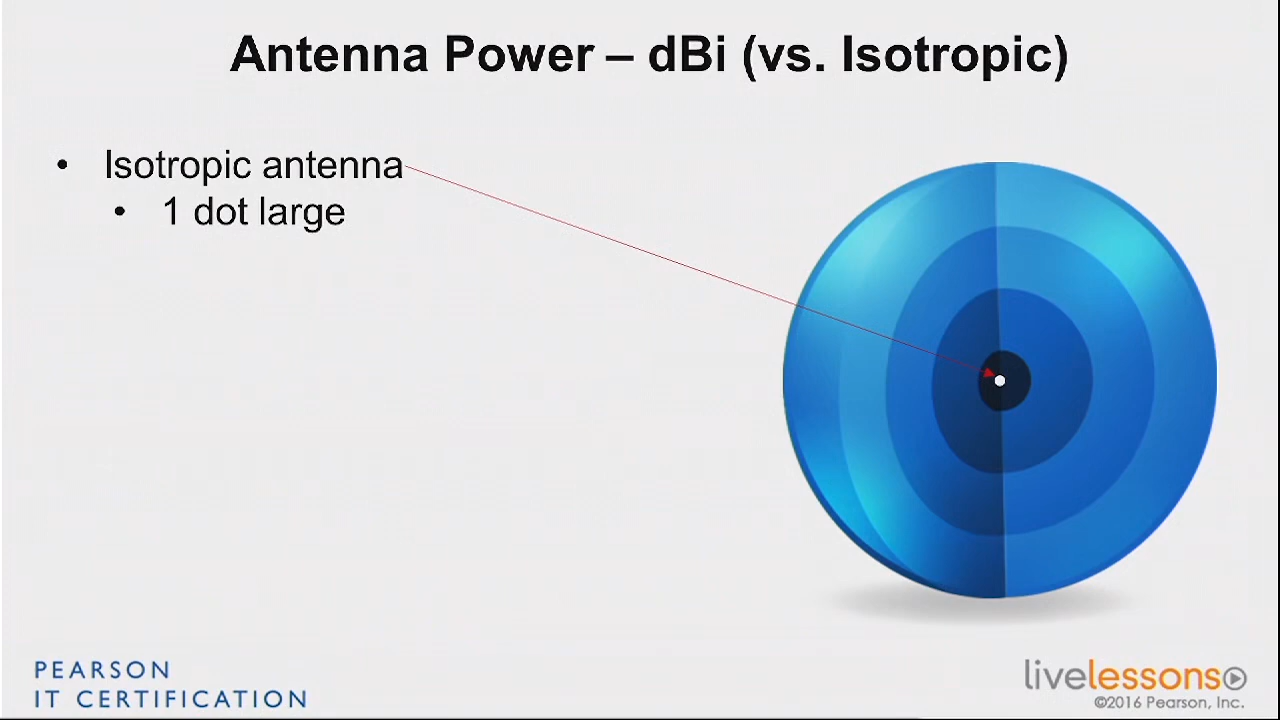 Antenna Power – dBi (vs. Isotropic)
• Isotropic antenna
• 1 dot large
PEARSON
IT CERTIFICATION
livelessons
©2016 Pearson, Inc.